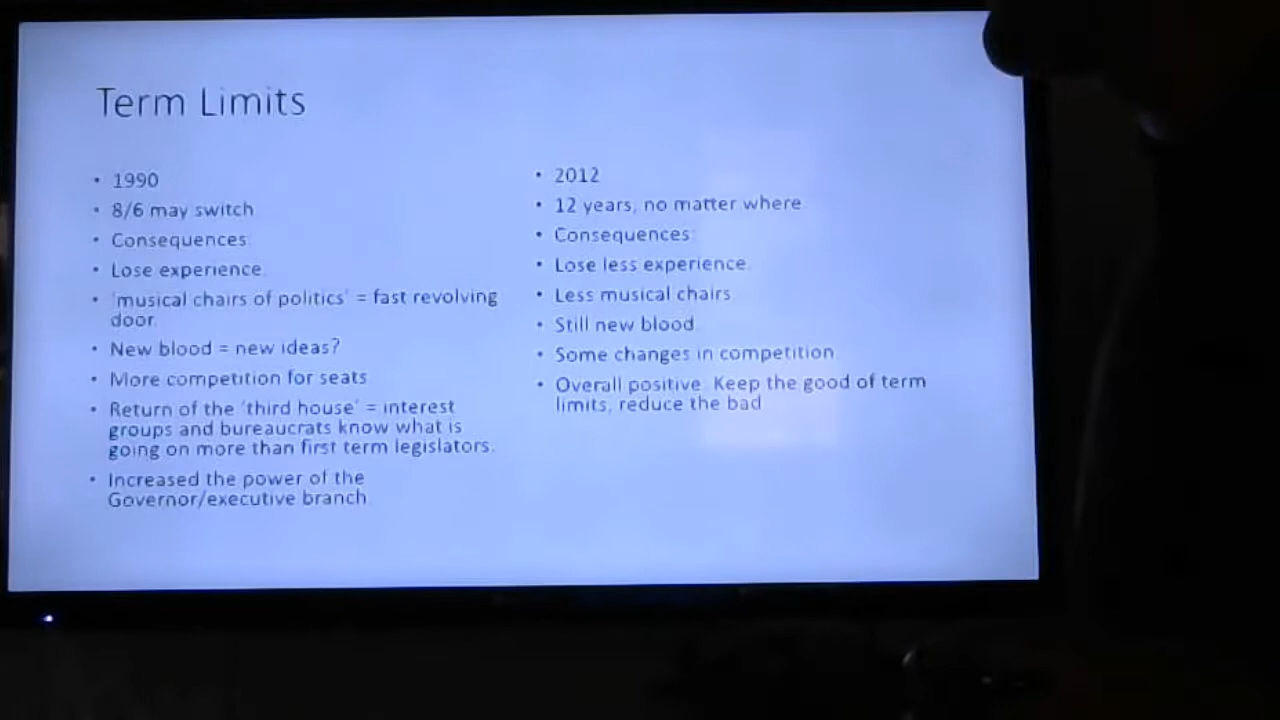 Term Limits
• 1990
• 8/6 may switch
• Consequences:
• Lose experience.
• 'musical chairs of politics' = fast revolving
door.
• New blood = new ideas?
• More competition for seats
• Return of the 'third house' = interest
groups and bureaucrats know what is
going on more than first term legislators.
• Increased the power of the
Governor/executive branch.
• 2012
• 12 years, no matter where.
• Consequences:
• Lose less experience.
• Less musical chairs.
• Still new blood.
• Some changes in competition.
• Overall positive. Keep the good of term
limits, reduce the bad